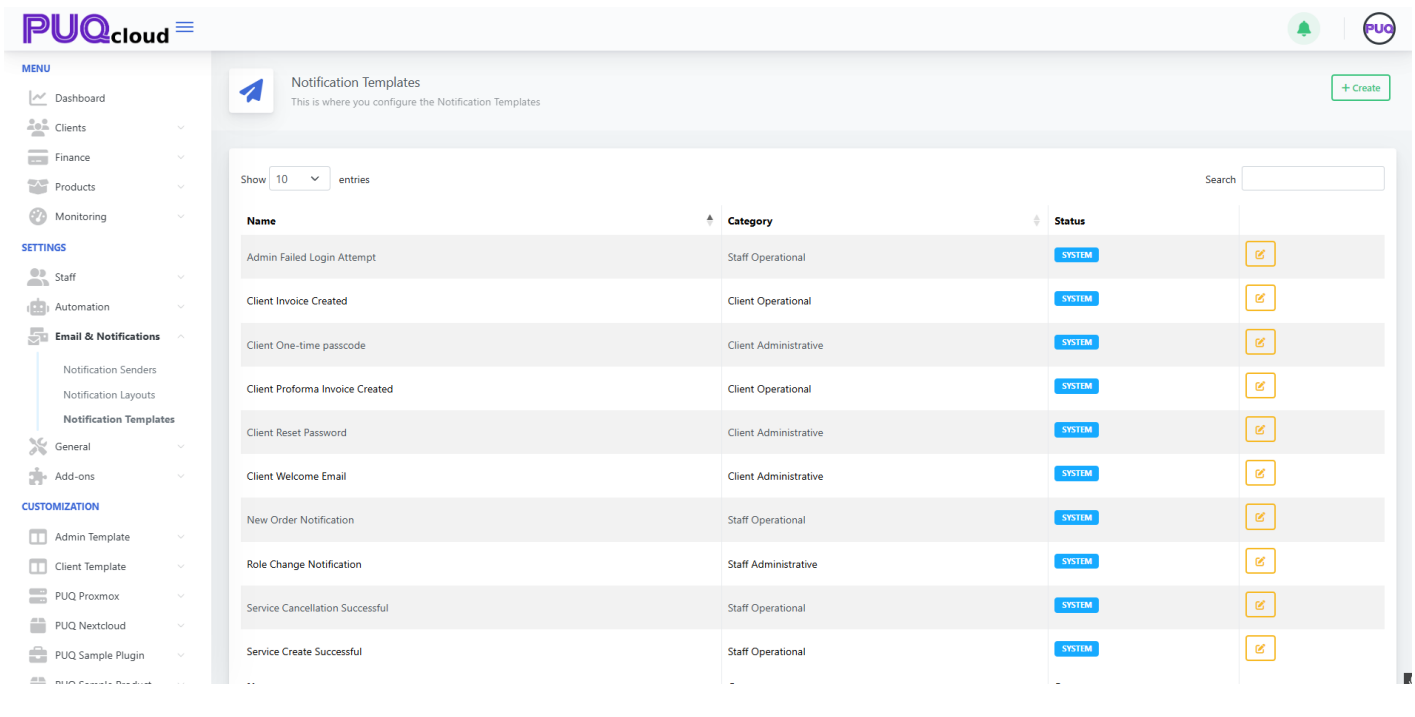 PUQcloud
PUQ
MENU
Dashboard
Clients
Finance
Products
Monitoring
SETTINGS
Staff
Automation
Email & Notifications
Notification Senders
Notification Layouts
Notification Templates
General
Add-ons
CUSTOMIZATION
Admin Template
Client Template
PUQ Proxmox
PUQ Nextcloud
PUQ Sample Plugin
PUQ Sample Product
Notification Templates
This is where you configure the Notification Templates
+ Create
Show 10 entries
Search
Name Category Status
Admin Failed Login Attempt Staff Operational SYSTEM
Client Invoice Created Client Operational SYSTEM
Client One-time passcode Client Administrative SYSTEM
Client Proforma Invoice Created Client Operational SYSTEM
Client Reset Password Client Administrative SYSTEM
Client Welcome Email Client Administrative SYSTEM
New Order Notification Staff Operational SYSTEM
Role Change Notification Staff Administrative SYSTEM
Service Cancellation Successful Staff Operational SYSTEM
Service Create Successful Staff Operational SYSTEM